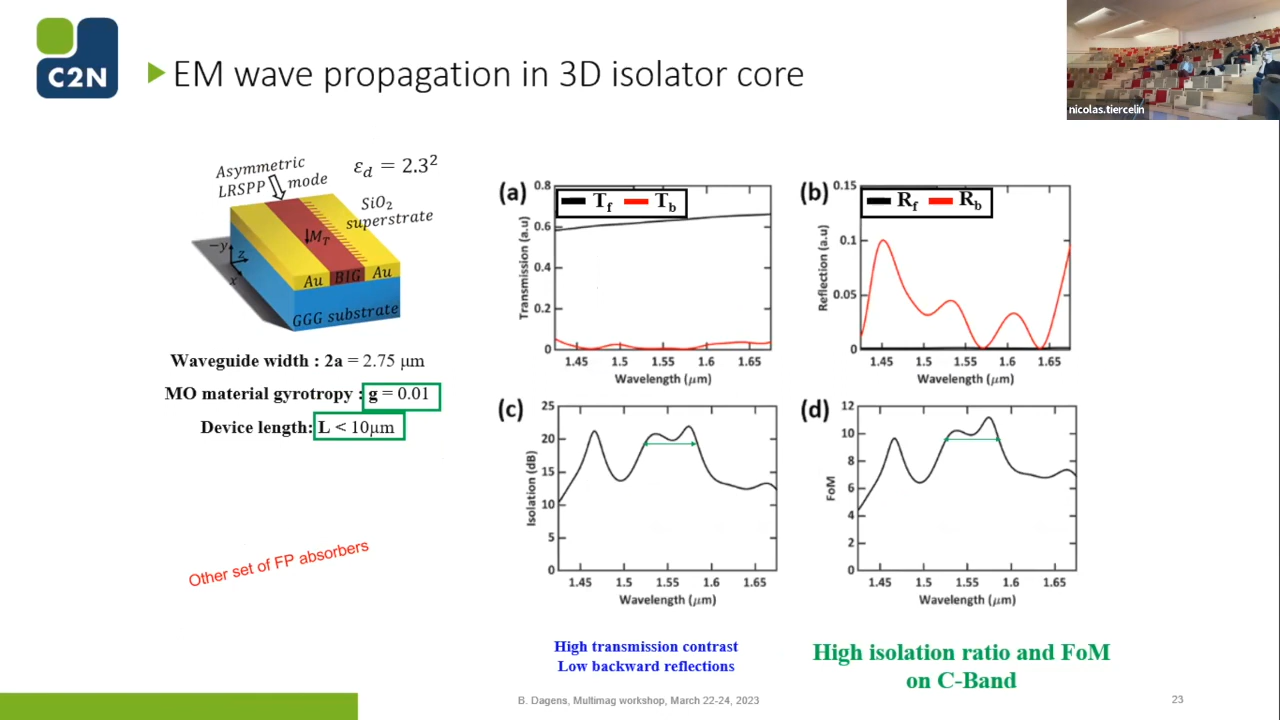 C2N
EM wave propagation in 3D isolator core
nicolas.tiercelin
Asymmetric
LRSPP mode
ε_d = 2.3²
SiO₂
superstrate
M_T
−y
z
x
Au
BIG
Au
GGG substrate
Waveguide width : 2a = 2.75 μm
MO material gyrotropy : g = 0.01
Device length: L < 10μm
Other set of FP absorbers
(a)
T_f
T_b
Transmission (a.u)
0.8
0.6
0.4
0.2
0
1.45 1.5 1.55 1.6 1.65
Wavelength (μm)
(b)
R_f
R_b
Reflection (a.u)
0.15
0.1
0.05
0
1.45 1.5 1.55 1.6 1.65
Wavelength (μm)
(c)
Isolation (dB)
25
20
15
10
5
0
1.45 1.5 1.55 1.6 1.65
Wavelength (μm)
(d)
FoM
12
10
8
6
4
2
0
1.45 1.5 1.55 1.6 1.65
Wavelength (μm)
High transmission contrast
Low backward reflections
High isolation ratio and FoM
on C-Band
B. Dagens, Multimag workshop, March 22-24, 2023
23